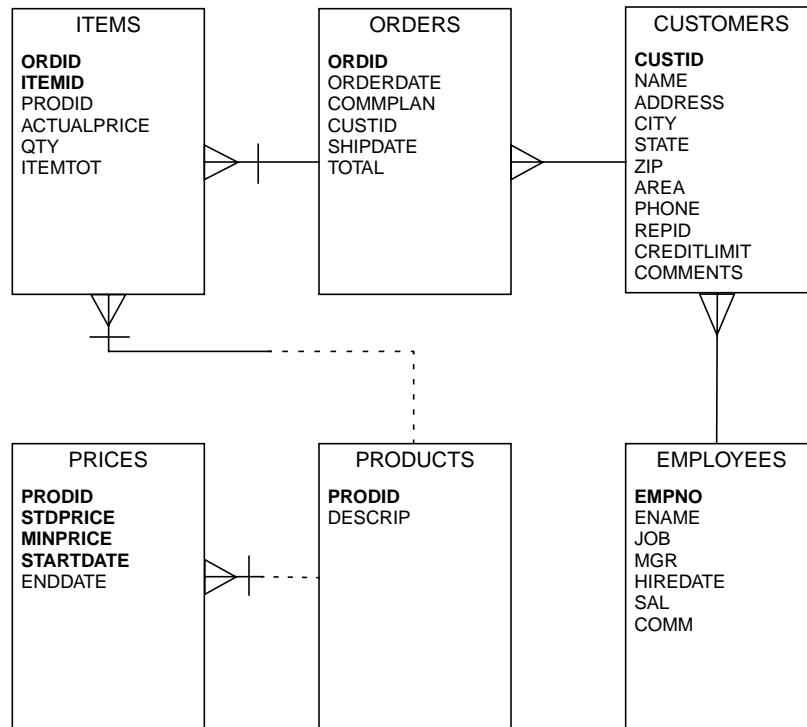 ITEMS
ORDID
ITEMID
PRODID
ACTUALPRICE
QTY
ITEMTOT
ORDERS
ORDID
ORDERDATE
COMMPLAN
CUSTID
SHIPDATE
TOTAL
CUSTOMERS
CUSTID
NAME
ADDRESS
CITY
STATE
ZIP
AREA
PHONE
REPID
CREDITLIMIT
COMMENTS
PRICES
PRODID
STDPRICE
MINPRICE
STARTDATE
ENDDATE
PRODUCTS
PRODID
DESCRIP
EMPLOYEES
EMPNO
ENAME
JOB
MGR
HIREDATE
SAL
COMM